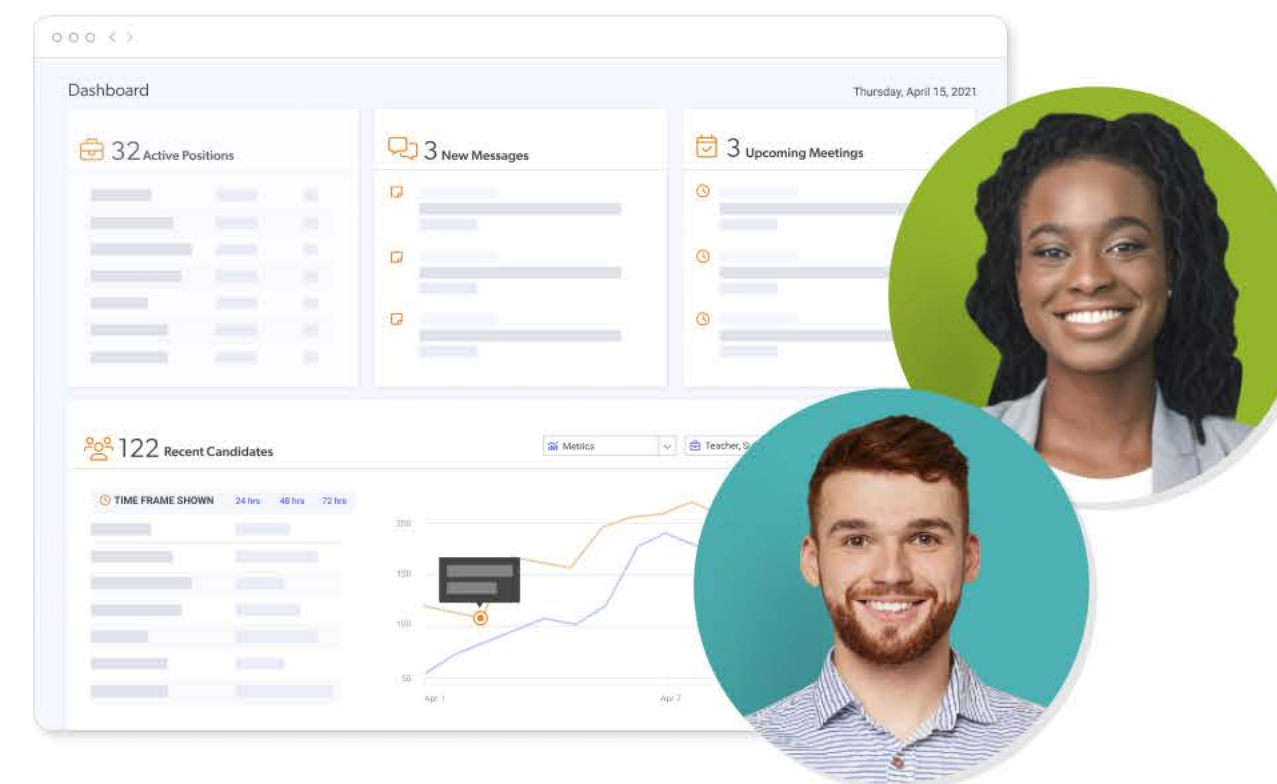 Dashboard
Thursday, April 15, 2021
32 Active Positions
3 New Messages
3 Upcoming Meetings
122 Recent Candidates
Metrics
Teacher,
TIME FRAME SHOWN 24 hrs 48 hrs 72 hrs
200
150
100
50
Apr 1
Apr 7